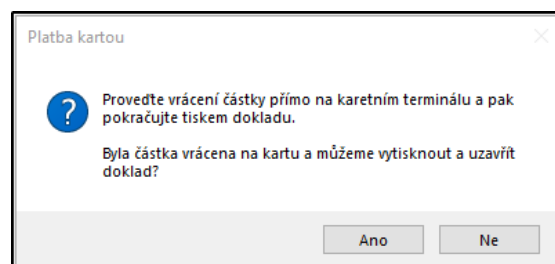 Platba kartou
Proveďte vrácení částky přímo na karetním terminálu a pak
pokračujte tiskem dokladu.
Byla částka vrácena na kartu a můžeme vytisknout a uzavřít
doklad?
Ano
Ne